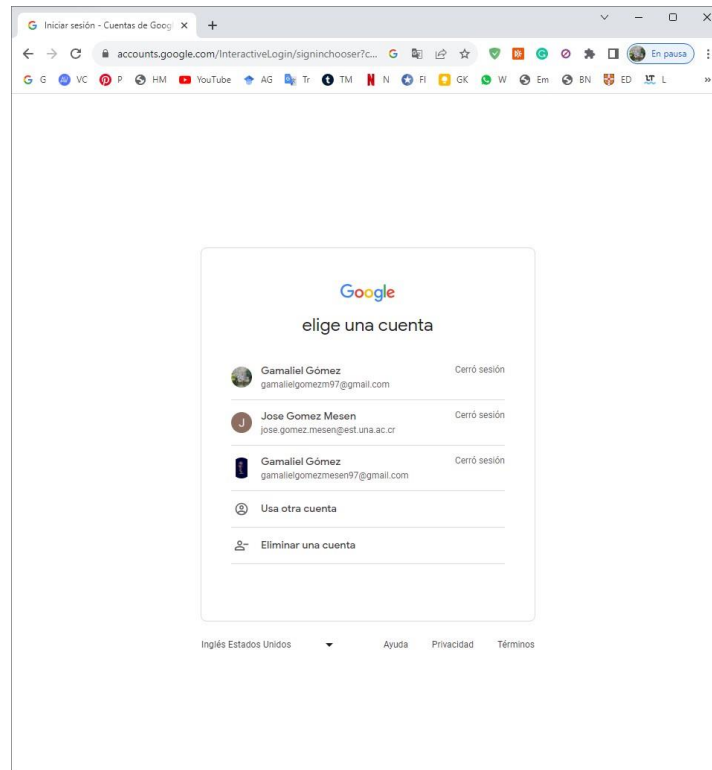 Iniciar sesión - Cuentas de Goog
accounts.google.com/InteractiveLogin/signinchooser?c...
En pausa
G VC P HM YouTube AG Tr TM N FI GK W Em BN ED L »
Google
elige una cuenta
Gamaliel Gómez Cerró sesión
gamalielgomezm97@gmail.com
Jose Gomez Mesen Cerró sesión
jose.gomez.mesen@est.una.ac.cr
Gamaliel Gómez Cerró sesión
gamalielgomezmesen97@gmail.com
Usa otra cuenta
Eliminar una cuenta
Inglés Estados Unidos Ayuda Privacidad Términos